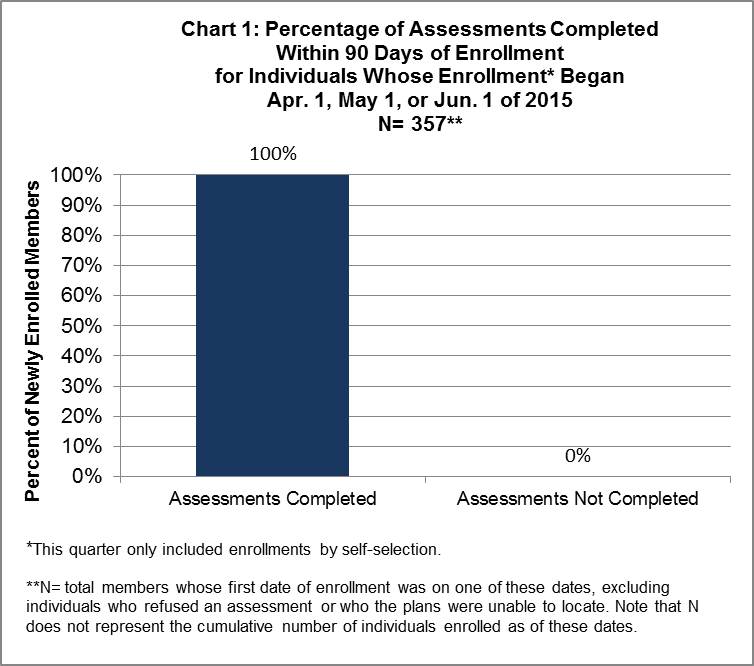 Chart 1: Percentage of Assessments Completed
Within 90 Days of Enrollment
for Individuals Whose Enrollment* Began
Apr. 1, May 1, or Jun. 1 of 2015
N= 357**
100%
Percent of Newly Enrolled Members
100%
90%
80%
70%
60%
50%
40%
30%
20%
10%
0%
0%
Assessments Completed
Assessments Not Completed
*This quarter only included enrollments by self-selection.
**N= total members whose first date of enrollment was on one of these dates, excluding
individuals who refused an assessment or who the plans were unable to locate. Note that N
does not represent the cumulative number of individuals enrolled as of these dates.